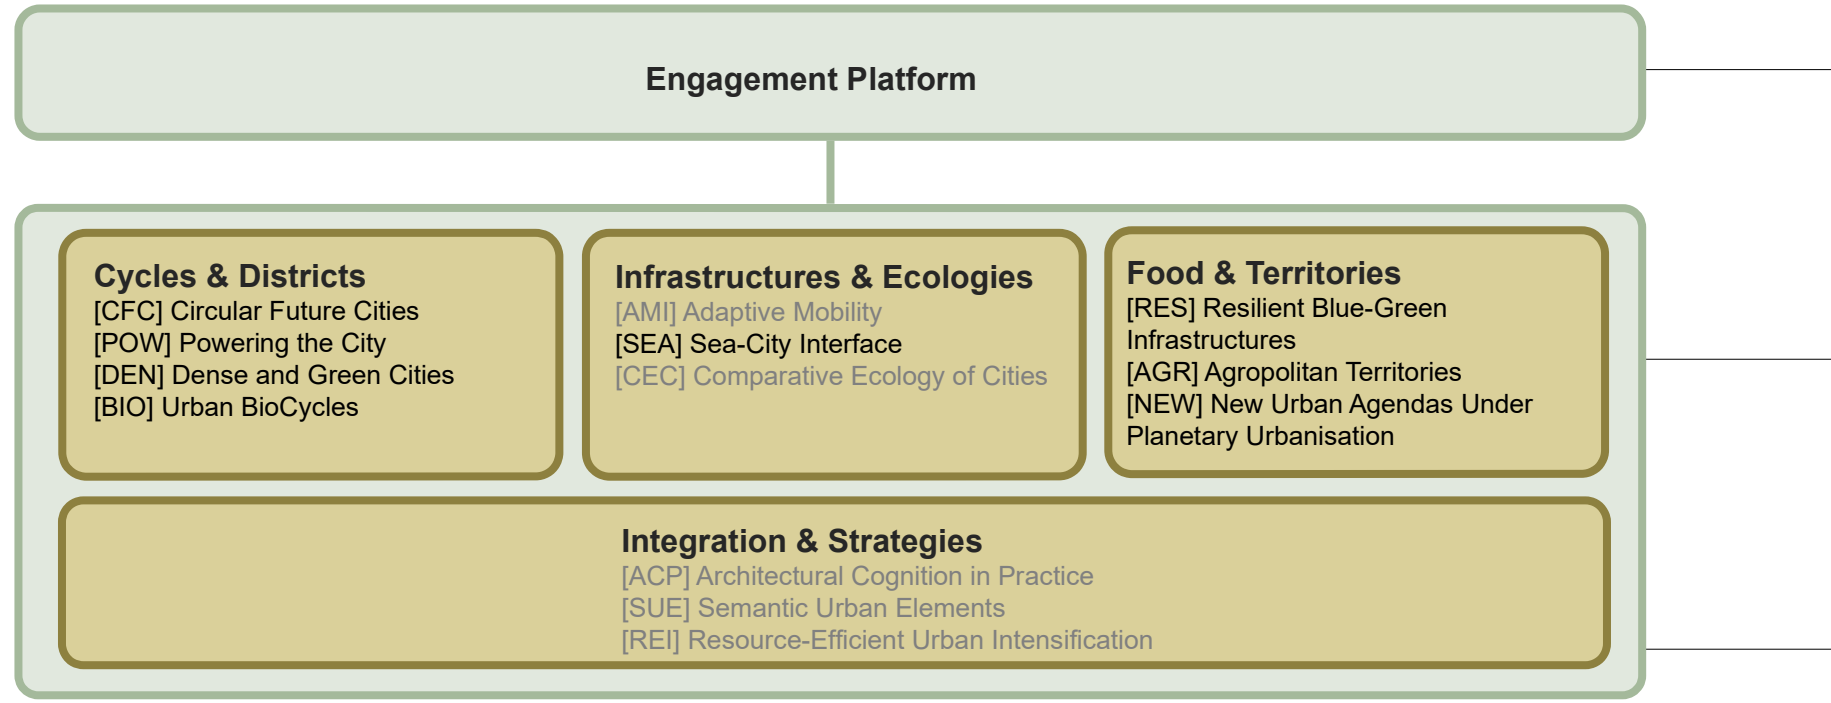 Engagement Platform
Cycles & Districts
[CFC] Circular Future Cities
[POW] Powering the City
[DEN] Dense and Green Cities
[BIO] Urban BioCycles
Infrastructures & Ecologies
[AMI] Adaptive Mobility
[SEA] Sea-City Interface
[CEC] Comparative Ecology of Cities
Food & Territories
[RES] Resilient Blue-Green
Infrastructures
[AGR] Agropolitan Territories
[NEW] New Urban Agendas Under
Planetary Urbanisation
Integration & Strategies
[ACP] Architectural Cognition in Practice
[SUE] Semantic Urban Elements
[REI] Resource-Efficient Urban Intensification